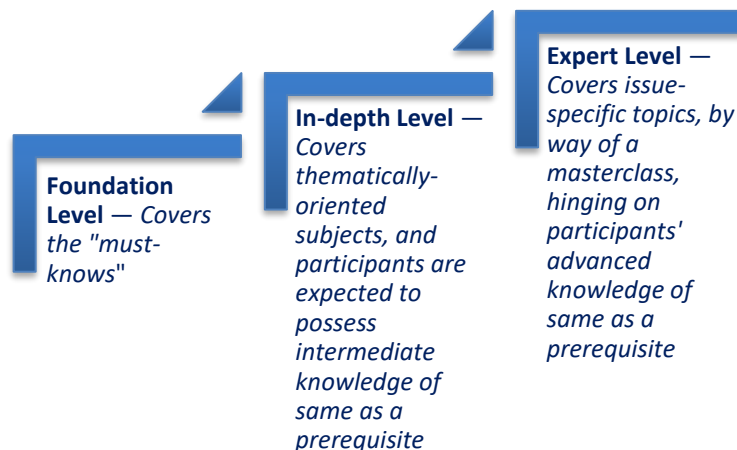 Foundation
Level — Covers
the "must-
knows"
In-depth Level —
Covers
thematically-
oriented
subjects, and
participants are
expected to
possess
intermediate
knowledge of
same as a
prerequisite
Expert Level —
Covers issue-
specific topics, by
way of a
masterclass,
hinging on
participants'
advanced
knowledge of
same as a
prerequisite